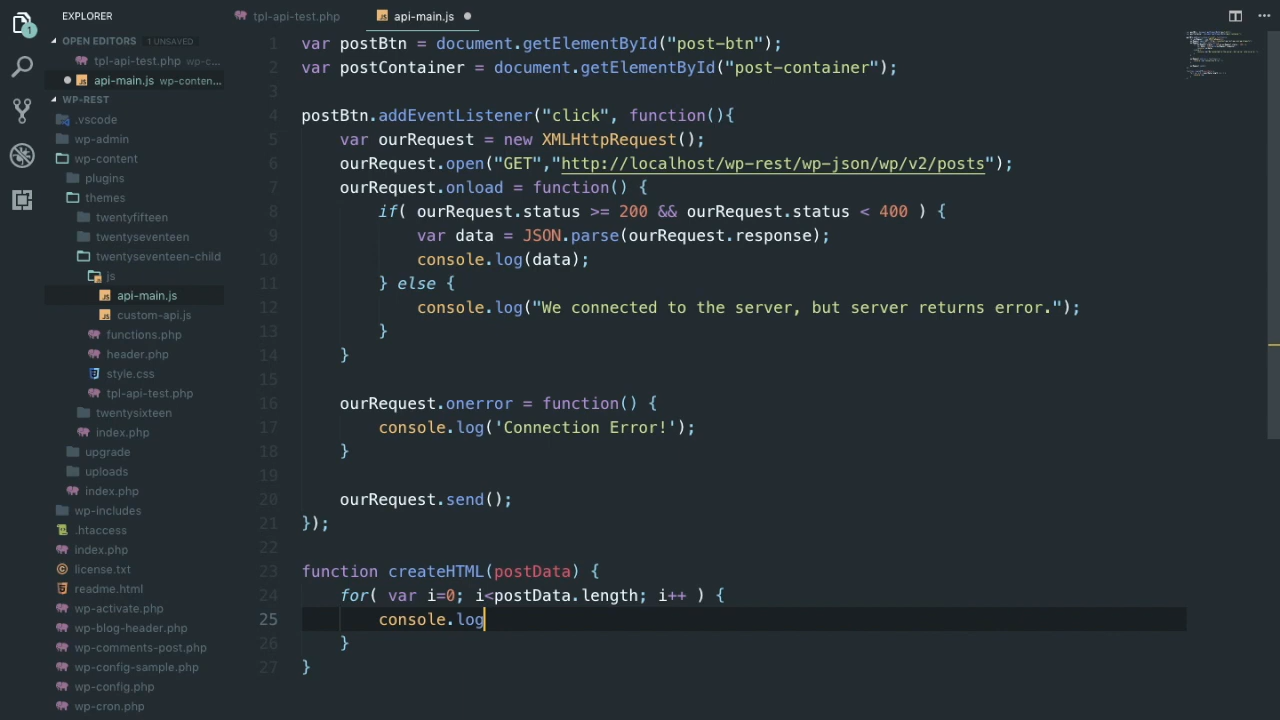 EXPLORER
tpl-api-test.php
api-main.js
1
OPEN EDITORS 1 UNSAVED
tpl-api-test.php wp-c...
api-main.js wp-conten...
WP-REST
.vscode
wp-admin
wp-content
plugins
themes
twentyfifteen
twentyseventeen
twentyseventeen-child
js
api-main.js
custom-api.js
functions.php
header.php
style.css
tpl-api-test.php
twentysixteen
index.php
upgrade
uploads
index.php
wp-includes
.htaccess
index.php
license.txt
readme.html
wp-activate.php
wp-blog-header.php
wp-comments-post.php
wp-config-sample.php
wp-config.php
wp-cron.php
1 var postBtn = document.getElementById("post-btn");
2 var postContainer = document.getElementById("post-container");
3
4 postBtn.addEventListener("click", function(){
5 var ourRequest = new XMLHttpRequest();
6 ourRequest.open("GET","http://localhost/wp-rest/wp-json/wp/v2/posts");
7 ourRequest.onload = function() {
8 if( ourRequest.status >= 200 && ourRequest.status < 400 ) {
9 var data = JSON.parse(ourRequest.response);
10 console.log(data);
11 } else {
12 console.log("We connected to the server, but server returns error.");
13 }
14 }
15
16 ourRequest.onerror = function() {
17 console.log('Connection Error!');
18 }
19
20 ourRequest.send();
21 });
22
23 function createHTML(postData) {
24 for( var i=0; i<postData.length; i++ ) {
25 console.log
26 }
27 }